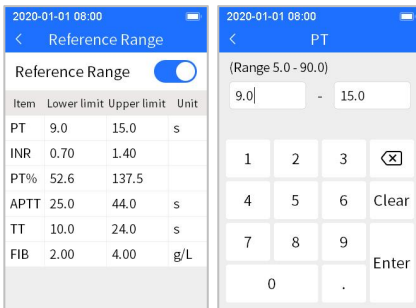 2020-01-01 08:00
Reference Range
Reference Range
Item Lower limit Upper limit Unit
PT 9.0 15.0 s
INR 0.70 1.40
PT% 52.6 137.5
APTT 25.0 44.0 s
TT 10.0 24.0 s
FIB 2.00 4.00 g/L
2020-01-01 08:00
PT
(Range 5.0 - 90.0)
9.0 - 15.0
1 2 3
4 5 6 Clear
7 8 9
Enter
0 .